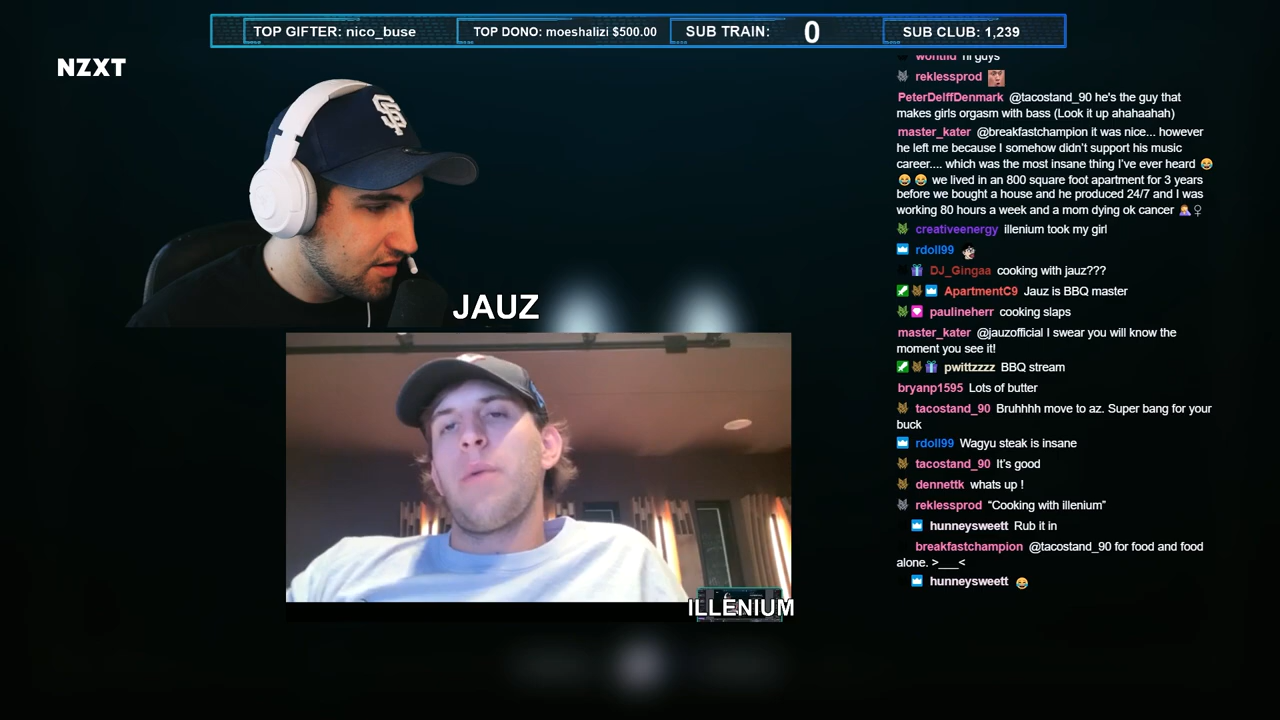 TOP GIFTER: nico_buse
TOP DONO: moeshalizi $500.00
SUB TRAIN: 0
SUB CLUB: 1,239
NZXT
SF
JAUZ
ILLENIUM
hi guys
reklessprod
PeterDelffDenmark @tacostand_90 he's the guy that
makes girls orgasm with bass (Look it up ahahaahah)
master_kater @breakfastchampion it was nice... however
he left me because I somehow didn't support his music
career.... which was the most insane thing I've ever heard 😂
😂 😂 we lived in an 800 square foot apartment for 3 years
before we bought a house and he produced 24/7 and I was
working 80 hours a week and a mom dying ok cancer 🤦‍♀
creativeenergy illenium took my girl
rdoll99
DJ_Gingaa cooking with jauz???
ApartmentC9 Jauz is BBQ master
paulineherr cooking slaps
master_kater @jauzofficial I swear you will know the
moment you see it!
pwittzzzz BBQ stream
bryanp1595 Lots of butter
tacostand_90 Bruhhhh move to az. Super bang for your
buck
rdoll99 Wagyu steak is insane
tacostand_90 It's good
dennettk whats up !
reklessprod “Cooking with illenium”
hunneysweett Rub it in
breakfastchampion @tacostand_90 for food and food
alone. >___<
hunneysweett 😂